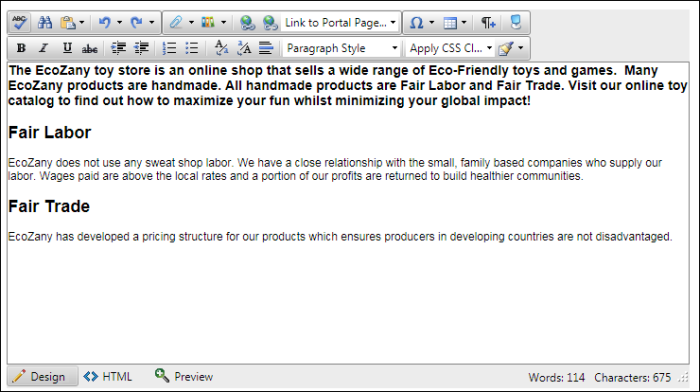 Link to Portal Page...
Ω
B I U abc Paragraph Style Apply CSS Cl...
The EcoZany toy store is an online shop that sells a wide range of Eco-Friendly toys and games.  Many
EcoZany products are handmade. All handmade products are Fair Labor and Fair Trade. Visit our online toy
catalog to find out how to maximize your fun whilst minimizing your global impact!
Fair Labor
EcoZany does not use any sweat shop labor. We have a close relationship with the small, family based companies who supply our
labor. Wages paid are above the local rates and a portion of our profits are returned to build healthier communities.
Fair Trade
EcoZany has developed a pricing structure for our products which ensures producers in developing countries are not disadvantaged.
Design HTML Preview Words: 114 Characters: 675